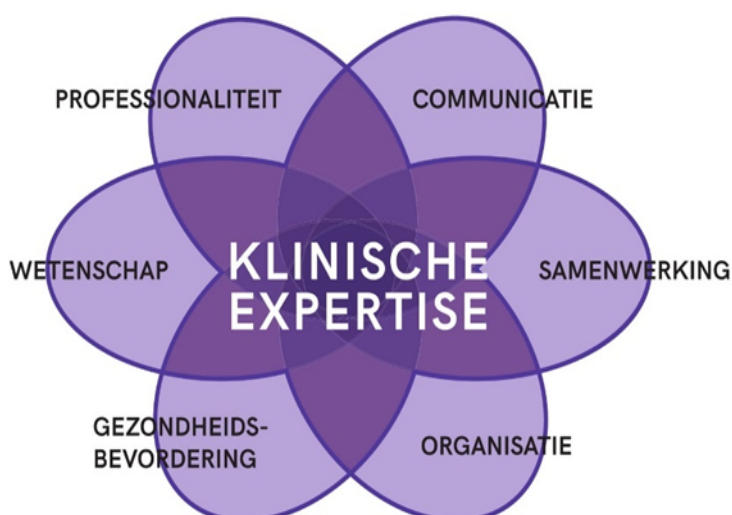 PROFESSIONALITEIT
COMMUNICATIE
WETENSCHAP
KLINISCHE
EXPERTISE
SAMENWERKING
GEZONDHEIDS-
BEVORDERING
ORGANISATIE